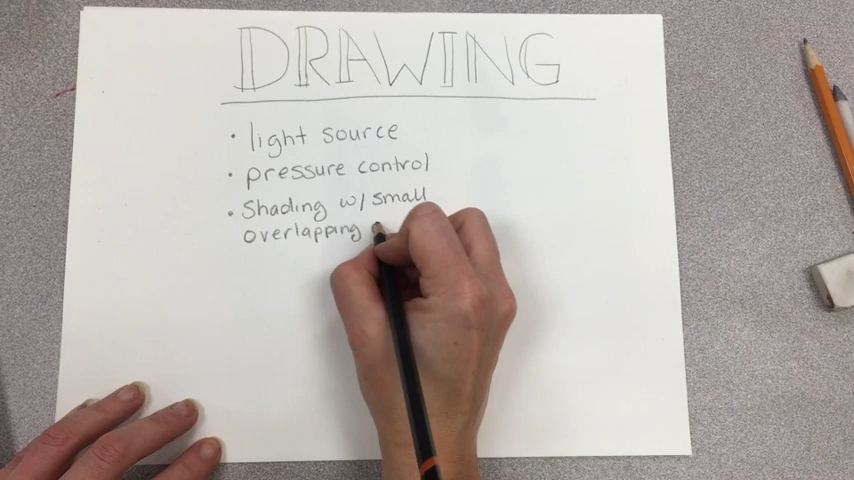 DRAWING
• light source
• pressure control
• Shading w/ small
overlapping